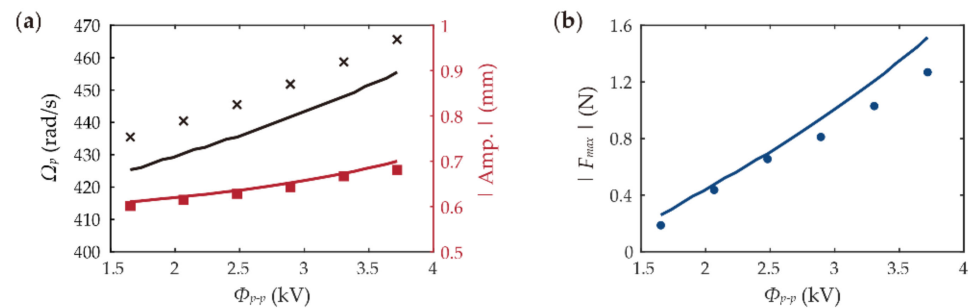 (a)
470
460
450
440
430
420
410
400
Ωp (rad/s)
1
0.9
0.8
0.7
0.6
0.5
| Amp. | (mm)
1.5 2 2.5 3 3.5 4
Φp-p (kV)
(b)
1.6
1.2
0.8
0.4
0
| Fmax | (N)
1.5 2 2.5 3 3.5 4
Φp-p (kV)